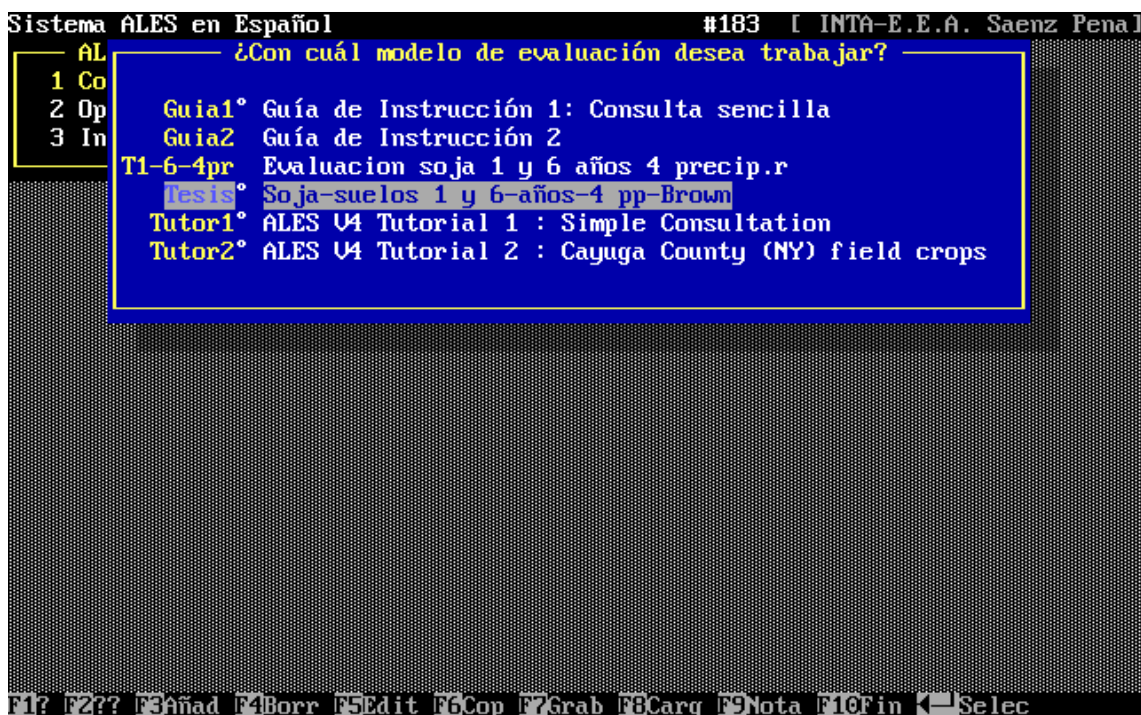 Sistema ALES en Español #183 [ INTA-E.E.A. Saenz Pena]
AL ¿Con cuál modelo de evaluación desea trabajar?
1 Co
2 Op Guia1° Guía de Instrucción 1: Consulta sencilla
3 In Guia2 Guía de Instrucción 2
T1-6-4pr Evaluacion soja 1 y 6 años 4 precip.r
Tesis° Soja-suelos 1 y 6-años-4 pp-Brown
Tutor1° ALES V4 Tutorial 1 : Simple Consultation
Tutor2° ALES V4 Tutorial 2 : Cayuga County (NY) field crops
F1? F2?? F3Añad F4Borr F5Edit F6Cop F7Grab F8Carg F9Nota F10Fin Selec